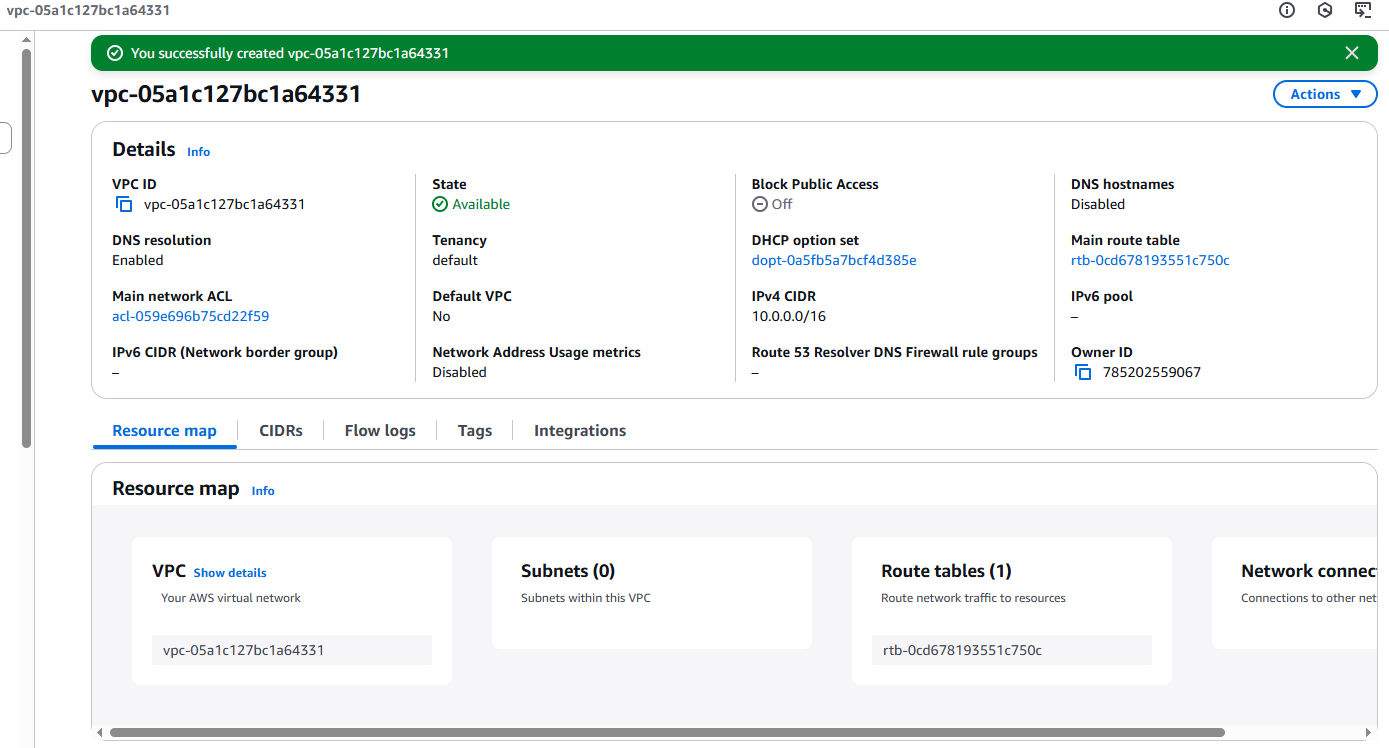 vpc-05a1c127bc1a64331
You successfully created vpc-05a1c127bc1a64331
vpc-05a1c127bc1a64331
Actions
Details Info
VPC ID
vpc-05a1c127bc1a64331
State
Available
Block Public Access
Off
DNS hostnames
Disabled
DNS resolution
Enabled
Tenancy
default
DHCP option set
dopt-0a5fb5a7bcf4d385e
Main route table
rtb-0cd678193551c750c
Main network ACL
acl-059e696b75cd22f59
Default VPC
No
IPv4 CIDR
10.0.0.0/16
IPv6 pool
–
IPv6 CIDR (Network border group)
–
Network Address Usage metrics
Disabled
Route 53 Resolver DNS Firewall rule groups
–
Owner ID
785202559067
Resource map CIDRs Flow logs Tags Integrations
Resource map Info
VPC Show details
Your AWS virtual network
vpc-05a1c127bc1a64331
Subnets (0)
Subnets within this VPC
Route tables (1)
Route network traffic to resources
rtb-0cd678193551c750c
Network connec
Connections to other net